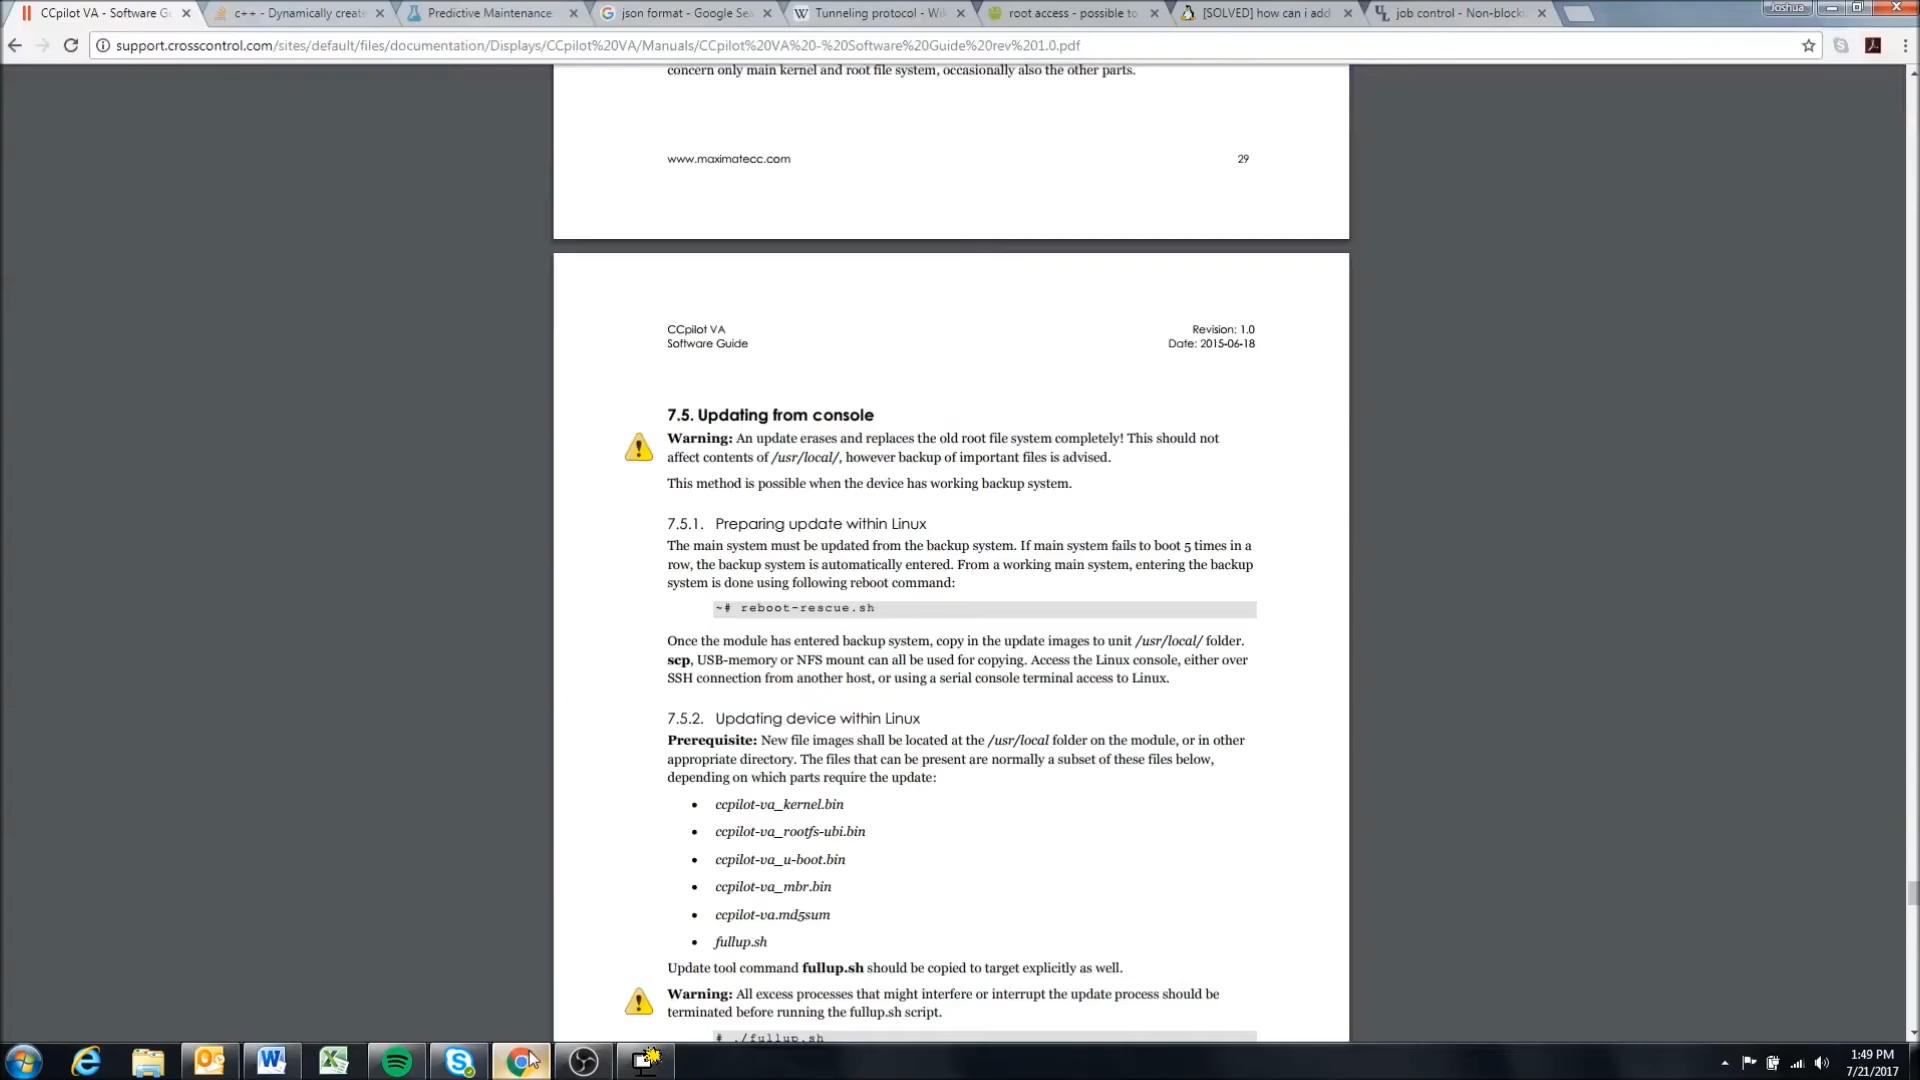 CCpilot VA - Software Gu
c++ - Dynamically create
Predictive Maintenance
json format - Google Sea
Tunneling protocol - Wik
root access - possible to
[SOLVED] how can i add
job control - Non-blocki
Joshua
support.crosscontrol.com/sites/default/files/documentation/Displays/CCpilot%20VA/Manuals/CCpilot%20VA%20-%20Software%20Guide%20rev%201.0.pdf
concern only main kernel and root file system, occasionally also the other parts.
www.maximatecc.com 29
CCpilot VA Revision: 1.0
Software Guide Date: 2015-06-18
7.5. Updating from console
Warning: An update erases and replaces the old root file system completely! This should not
affect contents of /usr/local/, however backup of important files is advised.
This method is possible when the device has working backup system.
7.5.1. Preparing update within Linux
The main system must be updated from the backup system. If main system fails to boot 5 times in a
row, the backup system is automatically entered. From a working main system, entering the backup
system is done using following reboot command:
~# reboot-rescue.sh
Once the module has entered backup system, copy in the update images to unit /usr/local/ folder.
scp, USB-memory or NFS mount can all be used for copying. Access the Linux console, either over
SSH connection from another host, or using a serial console terminal access to Linux.
7.5.2. Updating device within Linux
Prerequisite: New file images shall be located at the /usr/local folder on the module, or in other
appropriate directory. The files that can be present are normally a subset of these files below,
depending on which parts require the update:
• ccpilot-va_kernel.bin
• ccpilot-va_rootfs-ubi.bin
• ccpilot-va_u-boot.bin
• ccpilot-va_mbr.bin
• ccpilot-va.md5sum
• fullup.sh
Update tool command fullup.sh should be copied to target explicitly as well.
Warning: All excess processes that might interfere or interrupt the update process should be
terminated before running the fullup.sh script.
# ./fullup.sh
1:49 PM
7/21/2017